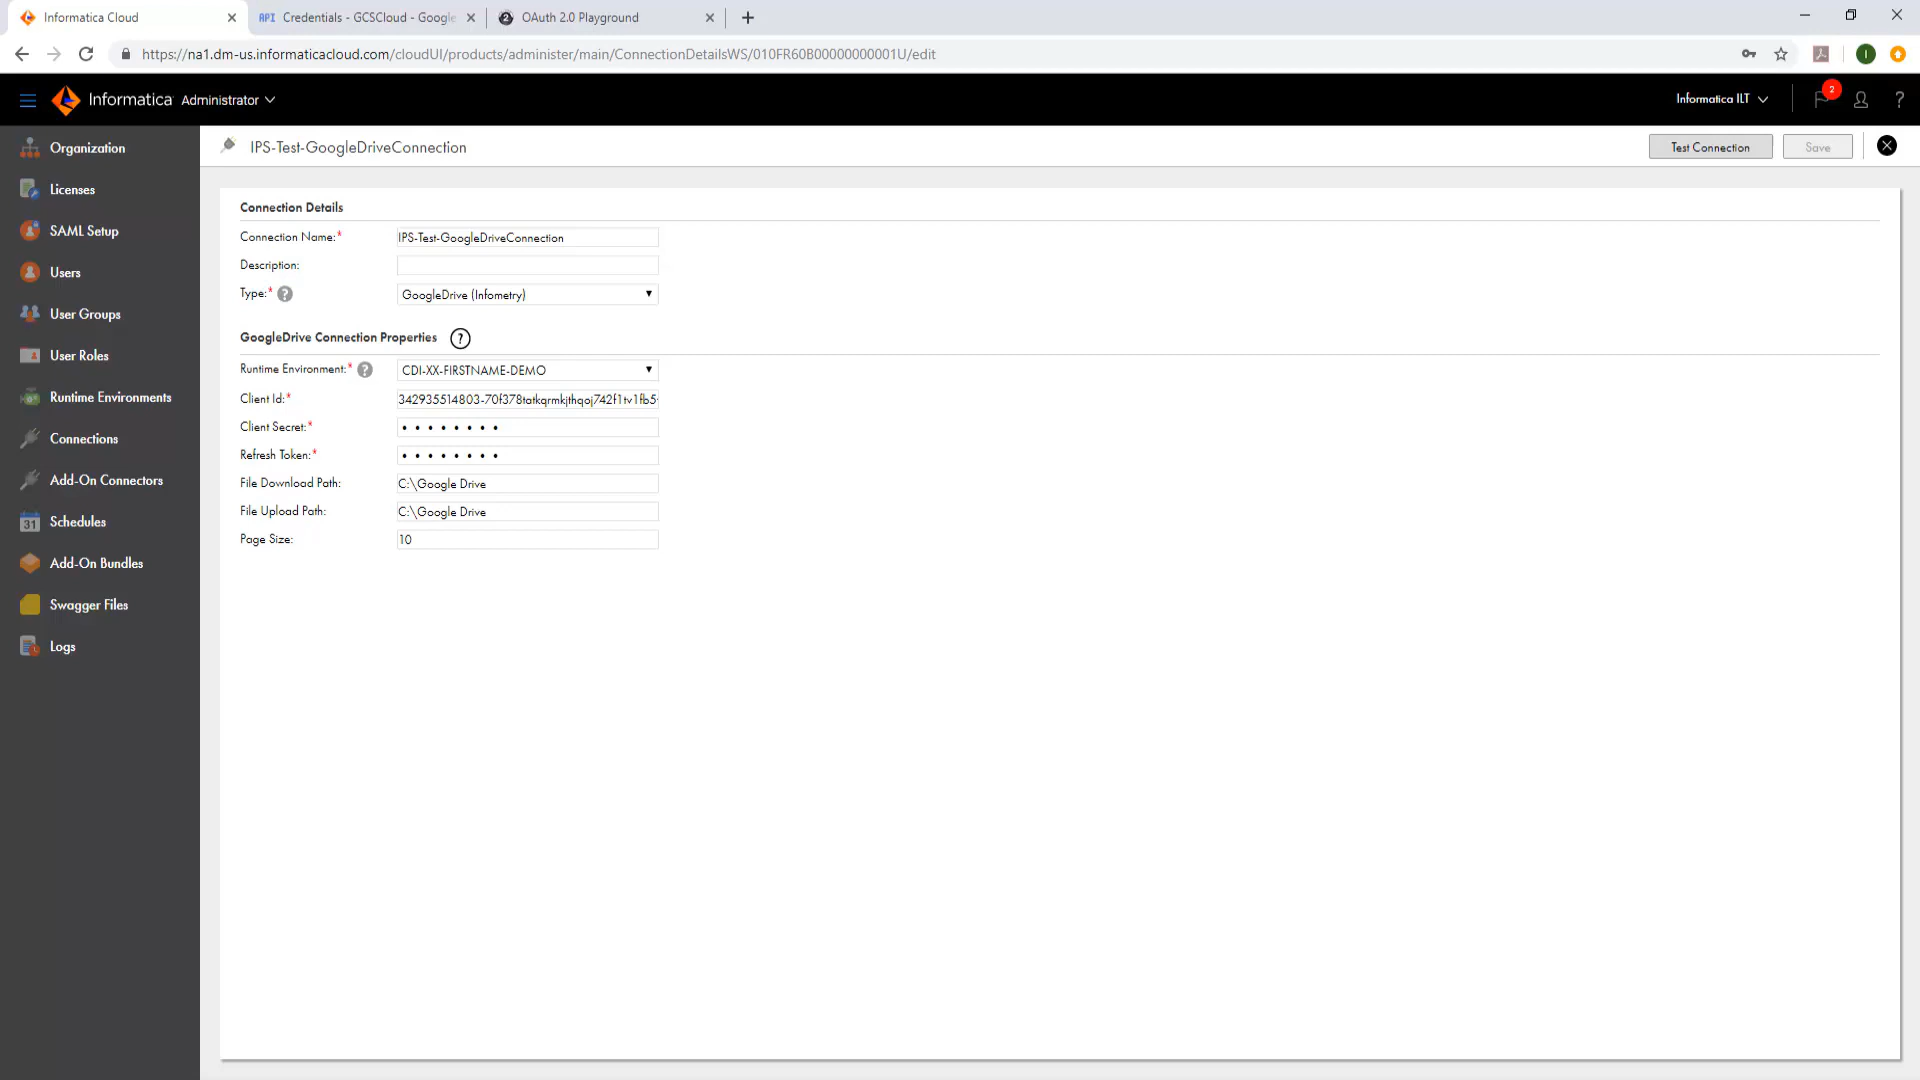 Informatica Cloud
API Credentials - GCSCloud - Google
OAuth 2.0 Playground
https://na1.dm-us.informaticacloud.com/cloudUI/products/administer/main/ConnectionDetailsWS/010FR60B00000000001U/edit
I
Informatica Administrator
Informatica ILT
2
?
Organization
Licenses
SAML Setup
Users
User Groups
User Roles
Runtime Environments
Connections
Add-On Connectors
31 Schedules
Add-On Bundles
Swagger Files
Logs
IPS-Test-GoogleDriveConnection
Test Connection
Save
Connection Details
Connection Name:* IPS-Test-GoogleDriveConnection
Description:
Type:* ? GoogleDrive (Infometry)
GoogleDrive Connection Properties ?
Runtime Environment:* ? CDI-XX-FIRSTNAME-DEMO
Client Id:* 342935514803-70f378tatkqrmkjthqoj742f1tv1fb5
Client Secret:* • • • • • • • •
Refresh Token:* • • • • • • • •
File Download Path: C:\Google Drive
File Upload Path: C:\Google Drive
Page Size: 10